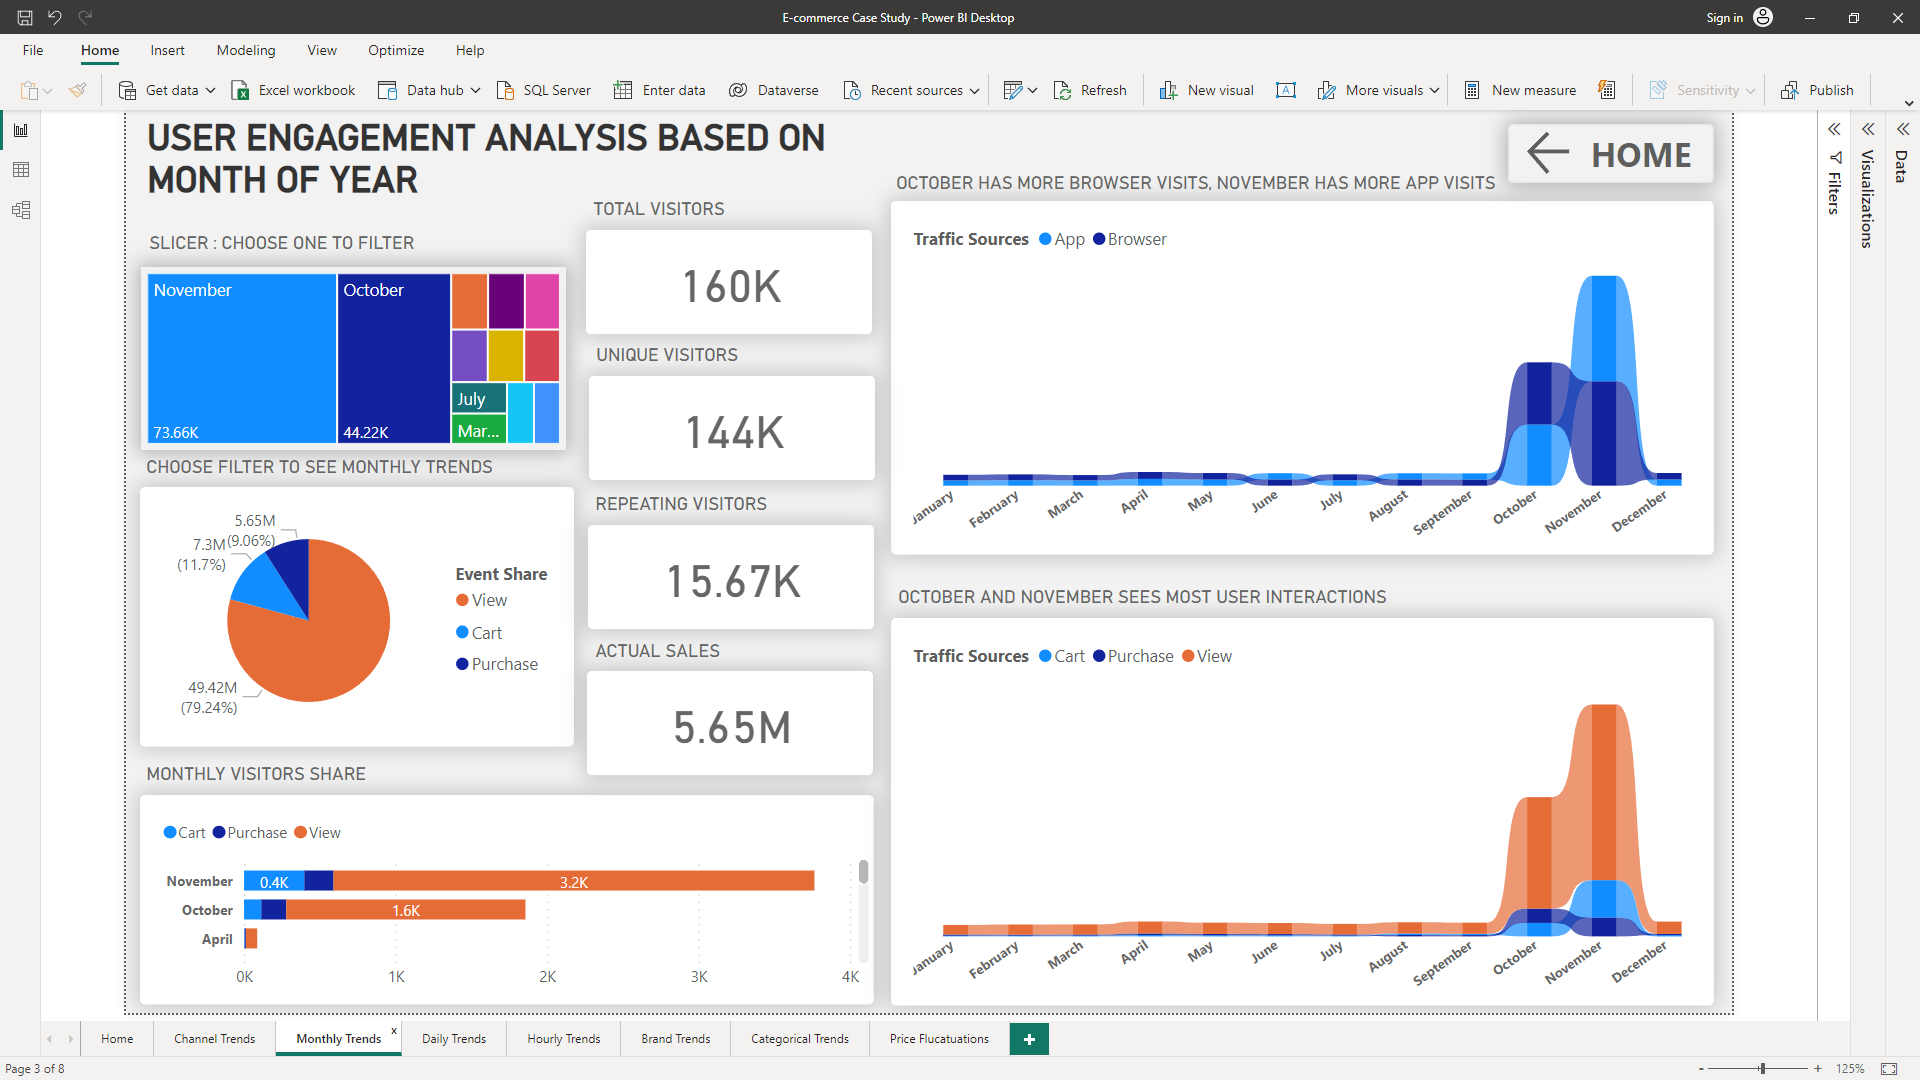 E-commerce Case Study - Power BI Desktop
Sign in
File Home Insert Modeling View Optimize Help
Get data Excel workbook Data hub SQL Server Enter data Dataverse Recent sources Refresh New visual More visuals New measure Sensitivity Publish
USER ENGAGEMENT ANALYSIS BASED ON
MONTH OF YEAR
HOME
SLICER : CHOOSE ONE TO FILTER
November
73.66K
October
44.22K
July
Mar...
CHOOSE FILTER TO SEE MONTHLY TRENDS
5.65M
(9.06%)
7.3M
(11.7%)
49.42M
(79.24%)
Event Share
View
Cart
Purchase
MONTHLY VISITORS SHARE
Cart Purchase View
November 0.4K 3.2K
October 1.6K
April
0K 1K 2K 3K 4K
TOTAL VISITORS
160K
UNIQUE VISITORS
144K
REPEATING VISITORS
15.67K
ACTUAL SALES
5.65M
OCTOBER HAS MORE BROWSER VISITS, NOVEMBER HAS MORE APP VISITS
Traffic Sources App Browser
January February March April May June July August September October November December
OCTOBER AND NOVEMBER SEES MOST USER INTERACTIONS
Traffic Sources Cart Purchase View
January February March April May June July August September October November December
Filters
Visualizations
Data
Home Channel Trends Monthly Trends x Daily Trends Hourly Trends Brand Trends Categorical Trends Price Flucatuations +
Page 3 of 8
- + 125%